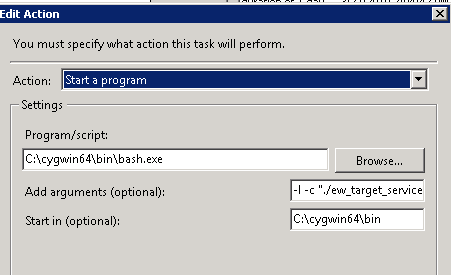 Edit Action
You must specify what action this task will perform.
Action: Start a program
Settings
Program/script:
C:\cygwin64\bin\bash.exe
Browse...
Add arguments (optional): -l -c "./ew_target_service
Start in (optional): C:\cygwin64\bin